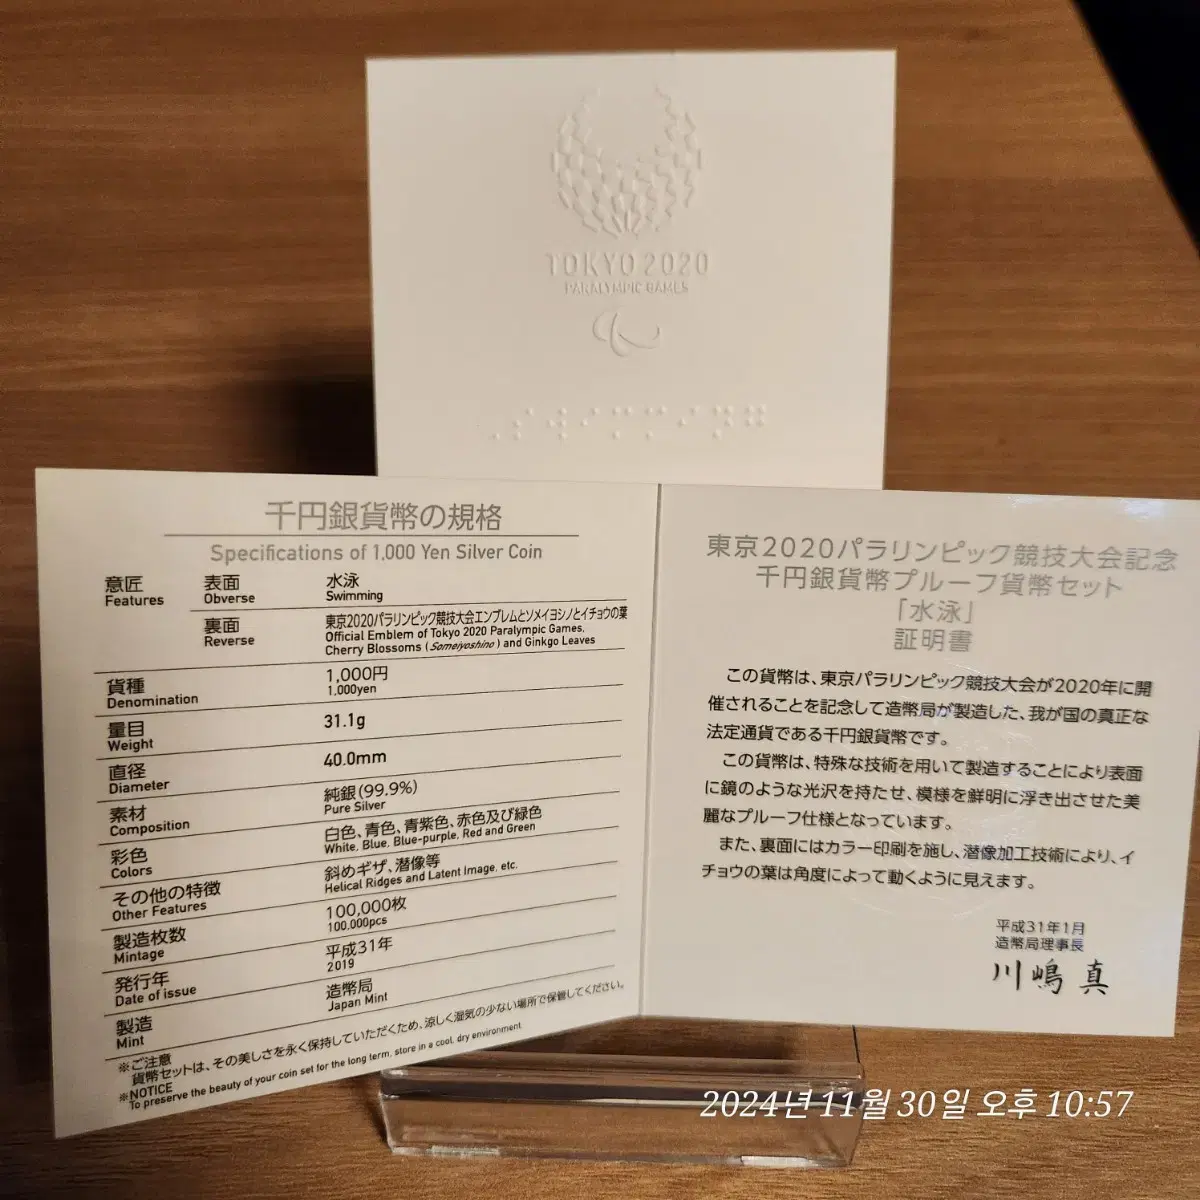 TOKYO 2020
PARALYMPIC GAMES
千円銀貨幣の規格
Specifications of 1,000 Yen Silver Coin
意匠
Features
表面
Obverse
水泳
Swimming
裏面
Reverse
東京2020パラリンピック競技大会エンブレムとソメイヨシノとイチョウの葉
Official Emblem of Tokyo 2020 Paralympic Games,
Cherry Blossoms (Someiyoshino) and Ginkgo Leaves
貨種
Denomination
1,000円
1,000yen
量目
Weight
31.1g
直径
Diameter
40.0mm
素材
Composition
純銀(99.9%)
Pure Silver
彩色
Colors
白色、青色、青紫色、赤色及び緑色
White, Blue, Blue-purple, Red and Green
その他の特徴
Other Features
斜めギザ、潜像等
Helical Ridges and Latent Image, etc.
製造枚数
Mintage
100,000枚
100,000pcs
発行年
Date of issue
平成31年
2019
製造
Mint
造幣局
Japan Mint
※ご注意
貨幣セットは、その美しさを永く保持していただくため、涼しく湿気の少ない場所で保管してください。
※NOTICE
To preserve the beauty of your coin set for the long term, store in a cool, dry environment
東京2020パラリンピック競技大会記念
千円銀貨幣プルーフ貨幣セット
「水泳」
証明書
この貨幣は、東京パラリンピック競技大会が2020年に開
催されることを記念して造幣局が製造した、我が国の真正な
法定通貨である千円銀貨幣です。
この貨幣は、特殊な技術を用いて製造することにより表面
に鏡のような光沢を持たせ、模様を鮮明に浮き出させた美
麗なプルーフ仕様となっています。
また、裏面にはカラー印刷を施し、潜像加工技術により、イ
チョウの葉は角度によって動くように見えます。
平成31年1月
造幣局理事長
川嶋 真
2024년 11월 30일 오후 10:57